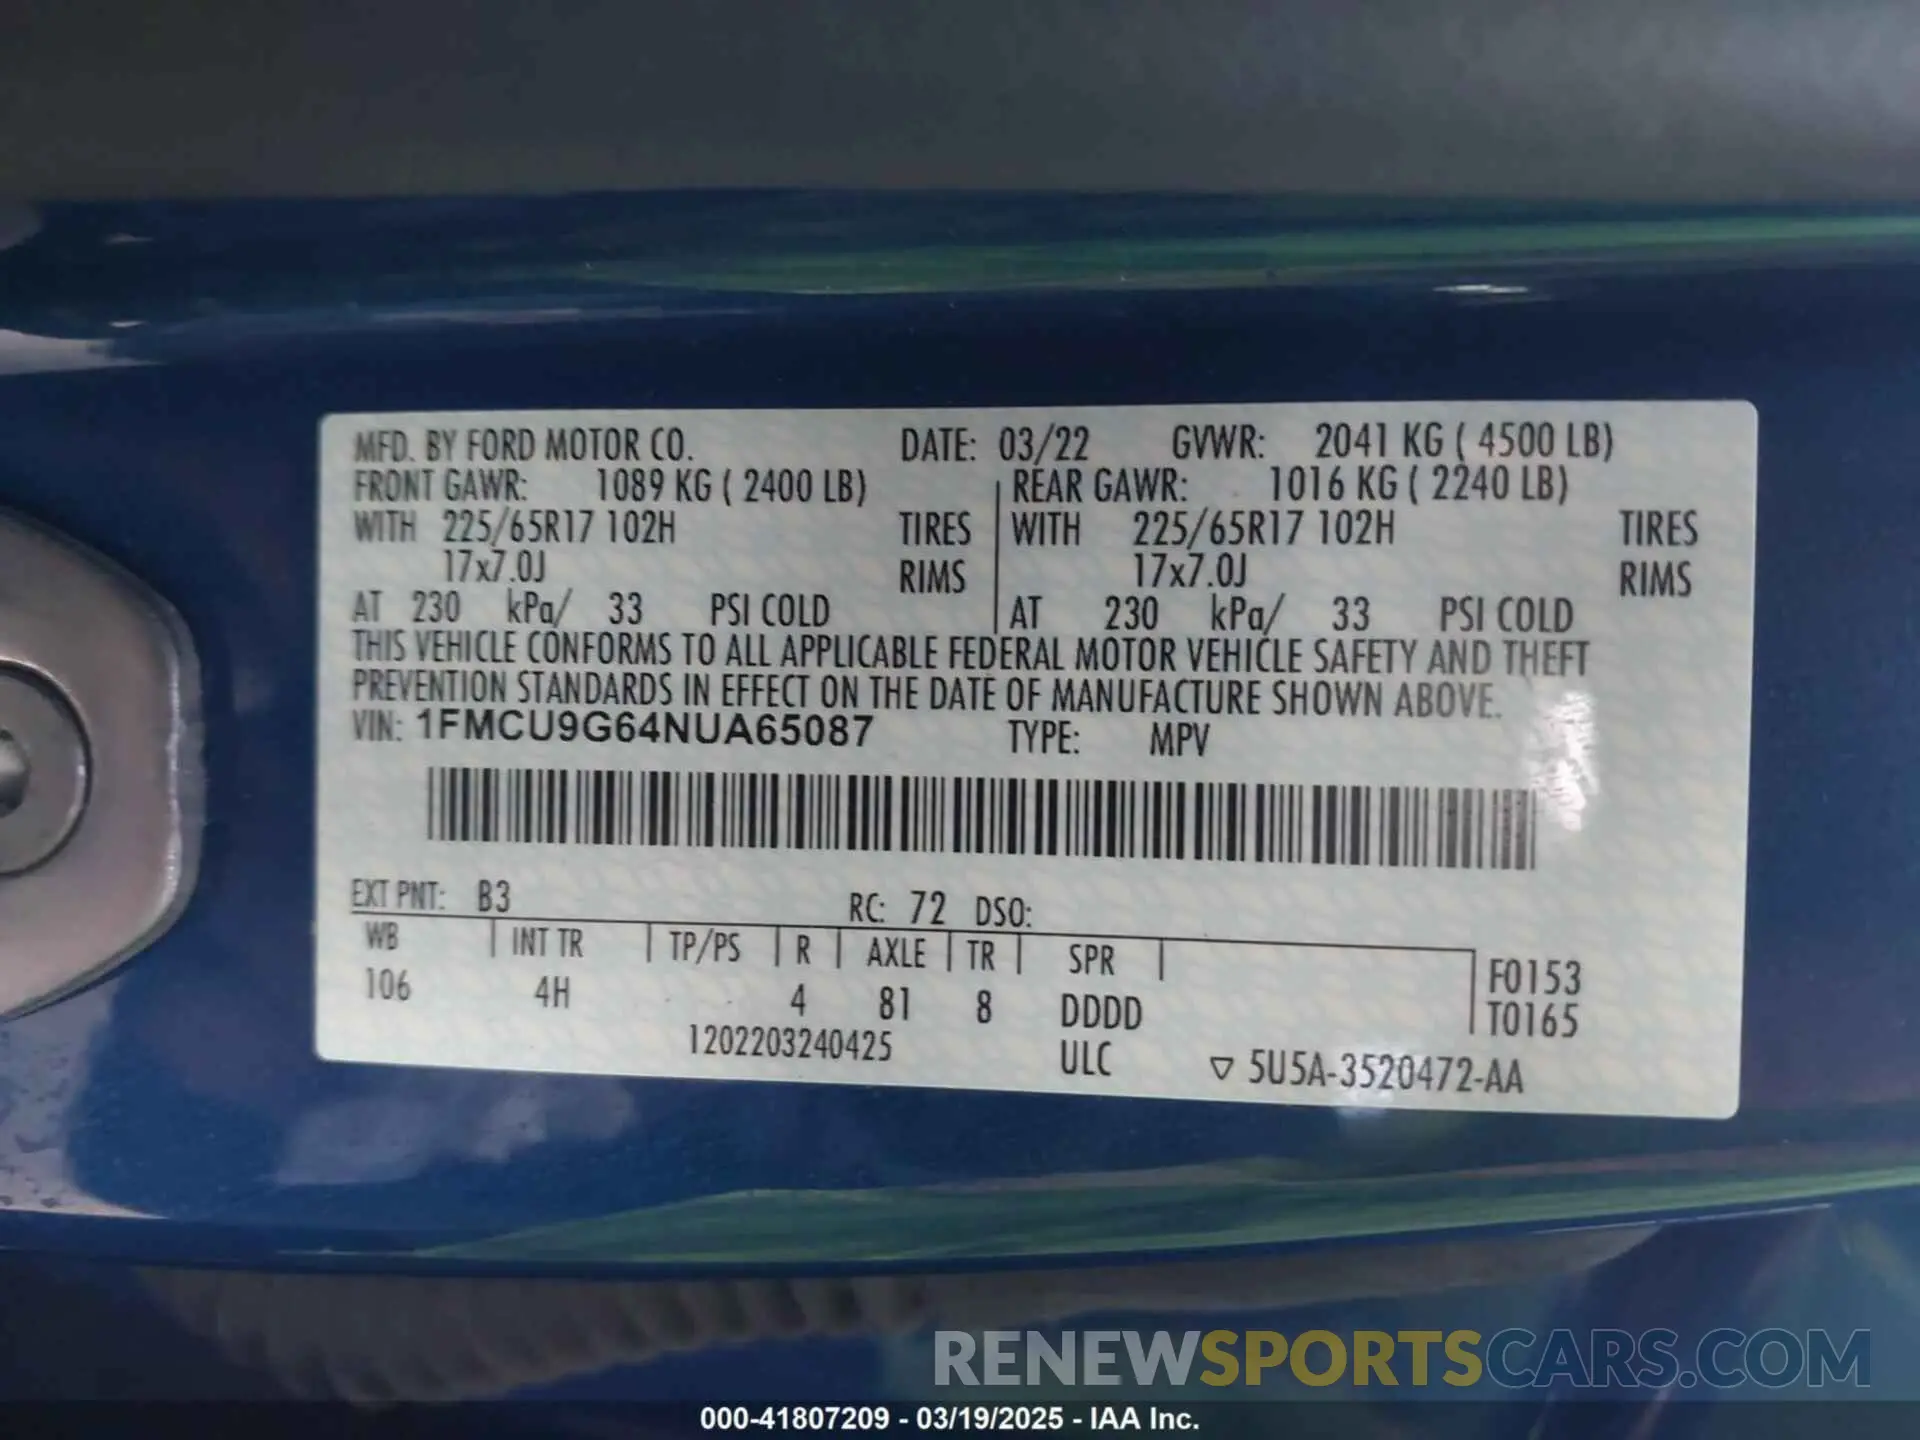 MFD. BY FORD MOTOR CO. DATE: 03/22 GVWR: 2041 KG ( 4500 LB)
FRONT GAWR: 1089 KG ( 2400 LB) REAR GAWR: 1016 KG ( 2240 LB)
WITH 225/65R17 102H TIRES WITH 225/65R17 102H TIRES
17x7.0J RIMS 17x7.0J RIMS
AT 230 kPa/ 33 PSI COLD AT 230 kPa/ 33 PSI COLD
THIS VEHICLE CONFORMS TO ALL APPLICABLE FEDERAL MOTOR VEHICLE SAFETY AND THEFT
PREVENTION STANDARDS IN EFFECT ON THE DATE OF MANUFACTURE SHOWN ABOVE.
VIN: 1FMCU9G64NUA65087 TYPE: MPV
EXT PNT: B3 RC: 72 DSO:
WB INT TR TP/PS R AXLE TR SPR F0153
106 4H 4 81 8 DDDD T0165
1202203240425 ULC ▽ 5U5A-3520472-AA
RENEWSPORTSCARS.COM
000-41807209 - 03/19/2025 - IAA Inc.